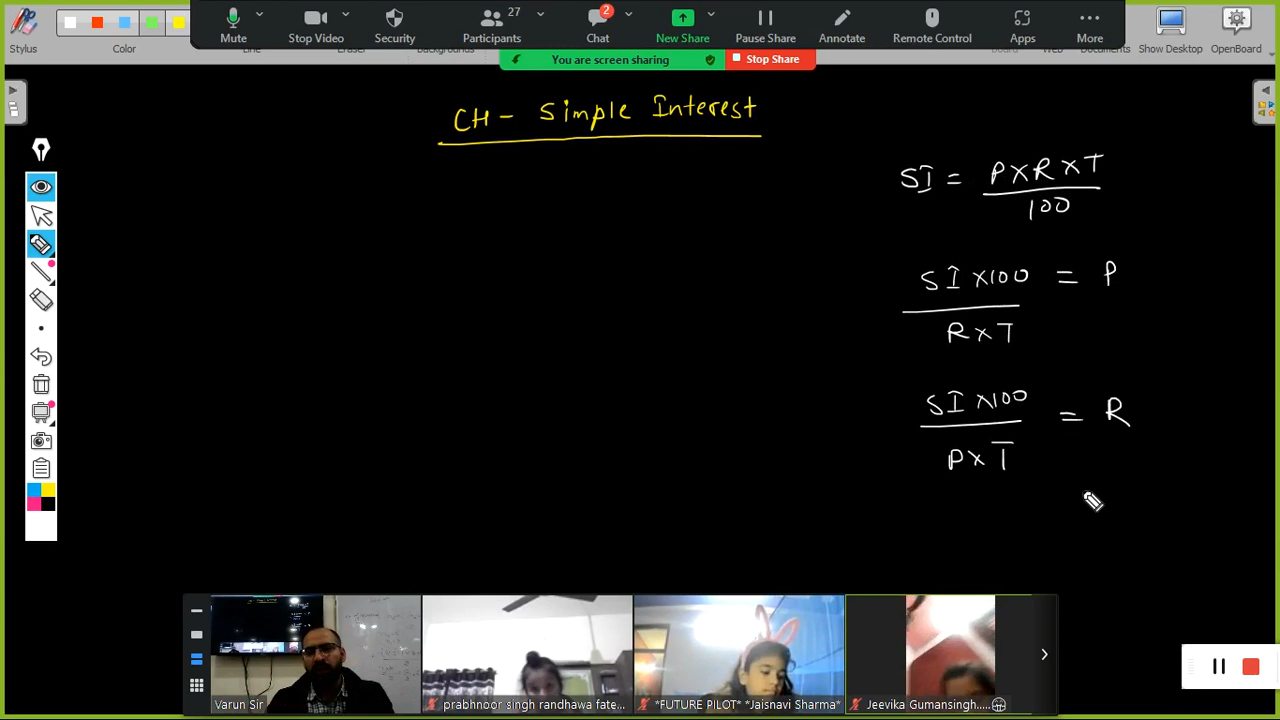 Mute
Stop Video
Security
27
Participants
2
Chat
New Share
Pause Share
Annotate
Remote Control
Apps
More
Stylus
Color
Show Desktop
OpenBoard
You are screen sharing
Stop Share
CH- Simple Interest
SI = P×R×T
100
SI×100 = P
R×T
SI×100 = R
P×T
Varun Sir
prabhnoor singh randhawa fate...
*FUTURE PILOT* *Jaisnavi Sharma*
Jeevika Gumansingh.....